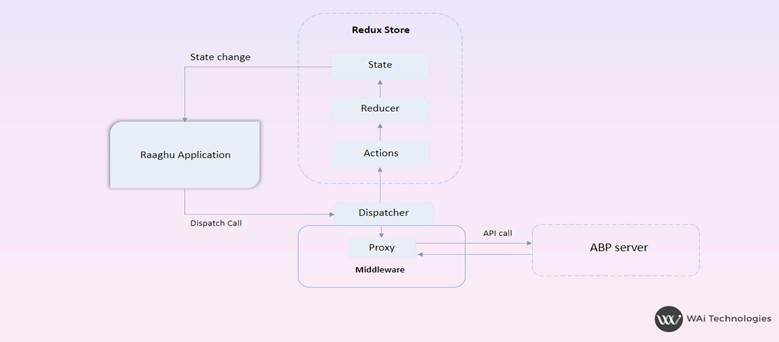 Redux Store
State change
State
Reducer
Raaghu Application
Actions
Dispatcher
Dispatch Call
Proxy
API call
ABP server
Middleware
WAi Technologies